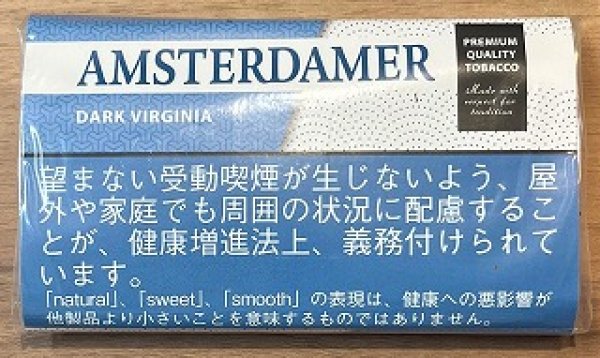 AMSTERDAMER
DARK VIRGINIA
PREMIUM
QUALITY
TOBACCO
Made with
respect for
tradition
望まない受動喫煙が生じないよう、屋
外や家庭でも周囲の状況に配慮するこ
とが、健康増進法上、義務付けられて
います。
「natural」、「sweet」、「smooth」の表現は、健康への悪影響が
他製品より小さいことを意味するものではありません。